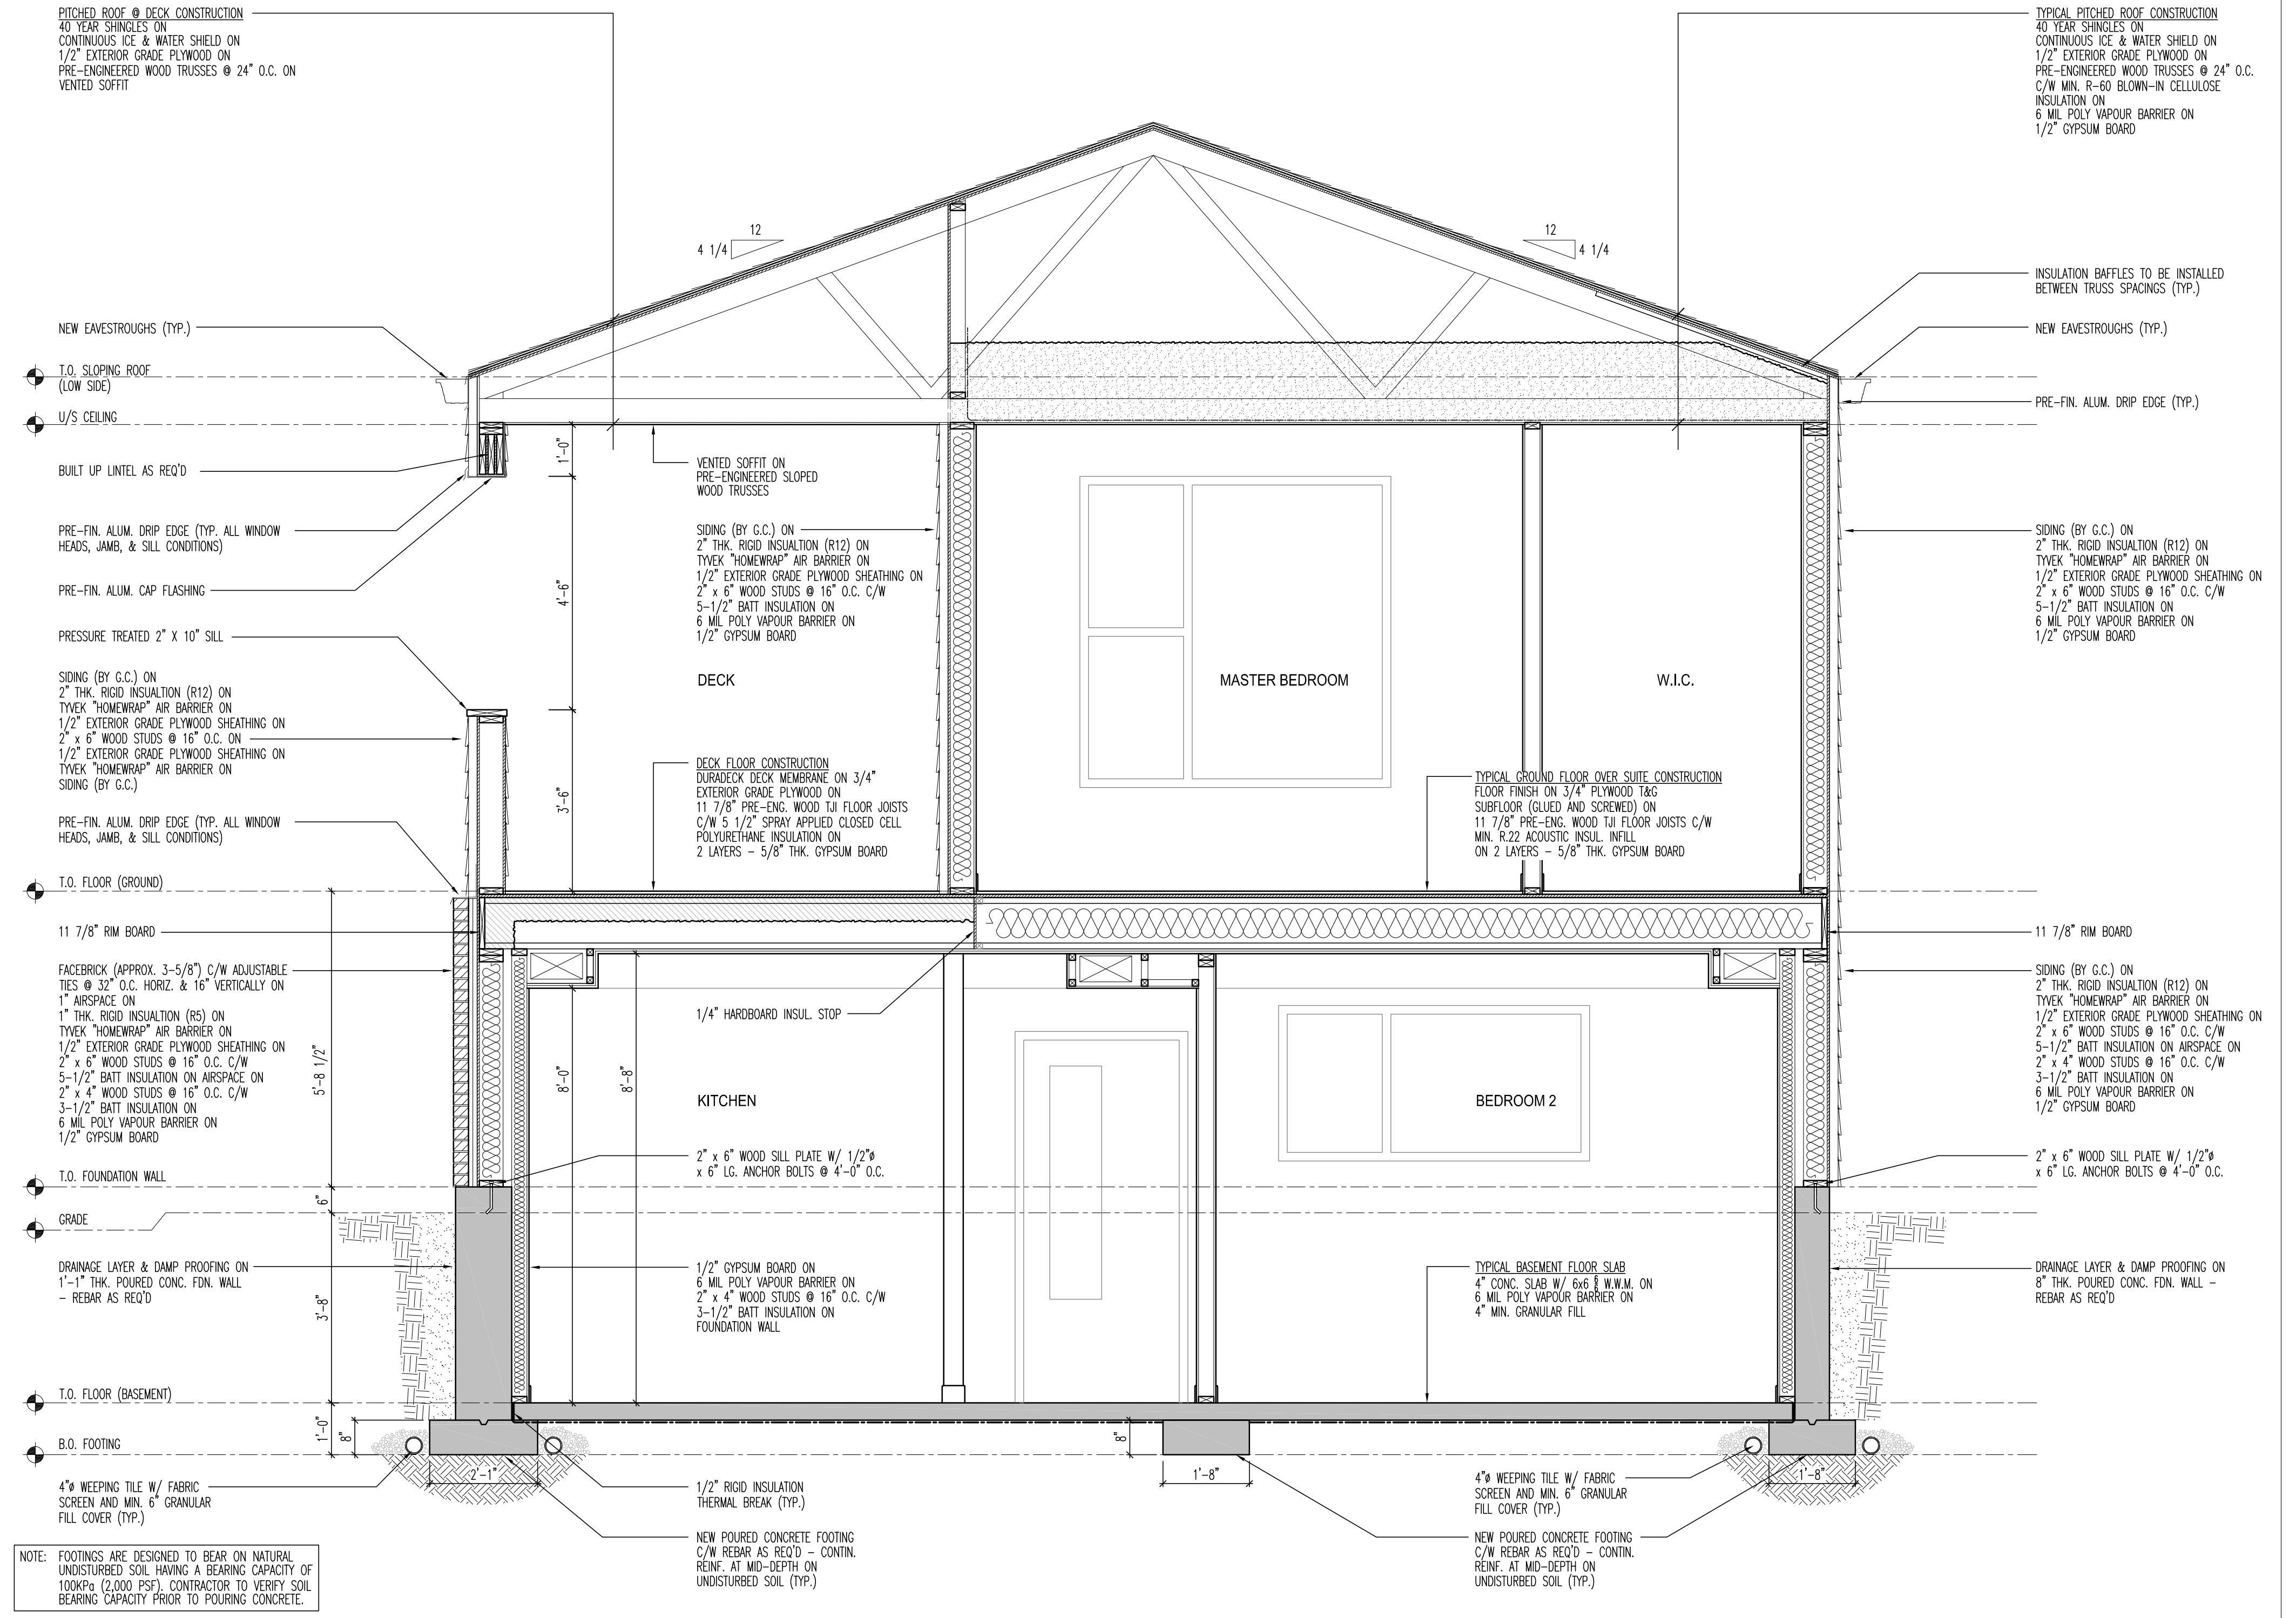 PITCHED ROOF @ DECK CONSTRUCTION
40 YEAR SHINGLES ON
CONTINUOUS ICE & WATER SHIELD ON
1/2" EXTERIOR GRADE PLYWOOD ON
PRE-ENGINEERED WOOD TRUSSES @ 24" O.C. ON
VENTED SOFFIT
TYPICAL PITCHED ROOF CONSTRUCTION
40 YEAR SHINGLES ON
CONTINUOUS ICE & WATER SHIELD ON
1/2" EXTERIOR GRADE PLYWOOD ON
PRE-ENGINEERED WOOD TRUSSES @ 24" O.C.
C/W MIN. R-60 BLOWN-IN CELLULOSE
INSULATION ON
6 MIL POLY VAPOUR BARRIER ON
1/2" GYPSUM BOARD
12
4 1/4
12
4 1/4
NEW EAVESTROUGHS (TYP.)
T.O. SLOPING ROOF
(LOW SIDE)
U/S CEILING
BUILT UP LINTEL AS REQ'D
PRE-FIN. ALUM. DRIP EDGE (TYP. ALL WINDOW
HEADS, JAMB, & SILL CONDITIONS)
PRE-FIN. ALUM. CAP FLASHING
PRESSURE TREATED 2" X 10" SILL
SIDING (BY G.C.) ON
2" THK. RIGID INSUALTION (R12) ON
TYVEK "HOMEWRAP" AIR BARRIER ON
1/2" EXTERIOR GRADE PLYWOOD SHEATHING ON
2" x 6" WOOD STUDS @ 16" O.C. ON
1/2" EXTERIOR GRADE PLYWOOD SHEATHING ON
TYVEK "HOMEWRAP" AIR BARRIER ON
SIDING (BY G.C.)
PRE-FIN. ALUM. DRIP EDGE (TYP. ALL WINDOW
HEADS, JAMB, & SILL CONDITIONS)
T.O. FLOOR (GROUND)
11 7/8" RIM BOARD
FACEBRICK (APPROX. 3-5/8") C/W ADJUSTABLE
TIES @ 32" O.C. HORIZ. & 16" VERTICALLY ON
1" AIRSPACE ON
1" THK. RIGID INSULATION (R5) ON
TYVEK "HOMEWRAP" AIR BARRIER ON
1/2" EXTERIOR GRADE PLYWOOD SHEATHING ON
2" x 6" WOOD STUDS @ 16" O.C. C/W
5-1/2" BATT INSULATION ON AIRSPACE ON
2" x 4" WOOD STUDS @ 16" O.C. C/W
3-1/2" BATT INSULATION ON
6 MIL POLY VAPOUR BARRIER ON
1/2" GYPSUM BOARD
T.O. FOUNDATION WALL
GRADE
DRAINAGE LAYER & DAMP PROOFING ON
1'-1" THK. POURED CONC. FDN. WALL
- REBAR AS REQ'D
T.O. FLOOR (BASEMENT)
B.O. FOOTING
4"ø WEEPING TILE W/ FABRIC
SCREEN AND MIN. 6" GRANULAR
FILL COVER (TYP.)
NOTE: FOOTINGS ARE DESIGNED TO BEAR ON NATURAL
UNDISTURBED SOIL HAVING A BEARING CAPACITY OF
100KPa (2,000 PSF). CONTRACTOR TO VERIFY SOIL
BEARING CAPACITY PRIOR TO POURING CONCRETE.
5'-8 1/2"
6"
3'-8"
1'-0"
8"
2'-1"
1'-0"
4'-6"
3'-6"
8'-0"
8'-8"
VENTED SOFFIT ON
PRE-ENGINEERED SLOPED
WOOD TRUSSES
SIDING (BY G.C.) ON
2" THK. RIGID INSUALTION (R12) ON
TYVEK "HOMEWRAP" AIR BARRIER ON
1/2" EXTERIOR GRADE PLYWOOD SHEATHING ON
2" x 6" WOOD STUDS @ 16" O.C. C/W
5-1/2" BATT INSULATION ON
6 MIL POLY VAPOUR BARRIER ON
1/2" GYPSUM BOARD
DECK
MASTER BEDROOM
W.I.C.
DECK FLOOR CONSTRUCTION
DURADECK DECK MEMBRANE ON 3/4"
EXTERIOR GRADE PLYWOOD ON
11 7/8" PRE-ENG. WOOD TJI FLOOR JOISTS
C/W 5 1/2" SPRAY APPLIED CLOSED CELL
POLYURETHANE INSULATION ON
2 LAYERS - 5/8" THK. GYPSUM BOARD
TYPICAL GROUND FLOOR OVER SUITE CONSTRUCTION
FLOOR FINISH ON 3/4" PLYWOOD T&G
SUBFLOOR (GLUED AND SCREWED) ON
11 7/8" PRE-ENG. WOOD TJI FLOOR JOISTS C/W
MIN. R.22 ACOUSTIC INSUL. INFILL
ON 2 LAYERS - 5/8" THK. GYPSUM BOARD
1/4" HARDBOARD INSUL. STOP
KITCHEN
BEDROOM 2
2" x 6" WOOD SILL PLATE W/ 1/2"ø
x 6" LG. ANCHOR BOLTS @ 4'-0" O.C.
1/2" GYPSUM BOARD ON
6 MIL POLY VAPOUR BARRIER ON
2" x 4" WOOD STUDS @ 16" O.C. C/W
3-1/2" BATT INSULATION ON
FOUNDATION WALL
TYPICAL BASEMENT FLOOR SLAB
4" CONC. SLAB W/ 6x6 W.W.M. ON
6 MIL POLY VAPOUR BARRIER ON
4" MIN. GRANULAR FILL
8"
1'-8"
1'-8"
1/2" RIGID INSULATION
THERMAL BREAK (TYP.)
NEW POURED CONCRETE FOOTING
C/W REBAR AS REQ'D - CONTIN.
REINF. AT MID-DEPTH ON
UNDISTURBED SOIL (TYP.)
4"ø WEEPING TILE W/ FABRIC
SCREEN AND MIN. 6" GRANULAR
FILL COVER (TYP.)
NEW POURED CONCRETE FOOTING
C/W REBAR AS REQ'D - CONTIN.
REINF. AT MID-DEPTH ON
UNDISTURBED SOIL (TYP.)
INSULATION BAFFLES TO BE INSTALLED
BETWEEN TRUSS SPACINGS (TYP.)
NEW EAVESTROUGHS (TYP.)
PRE-FIN. ALUM. DRIP EDGE (TYP.)
SIDING (BY G.C.) ON
2" THK. RIGID INSUALTION (R12) ON
TYVEK "HOMEWRAP" AIR BARRIER ON
1/2" EXTERIOR GRADE PLYWOOD SHEATHING ON
2" x 6" WOOD STUDS @ 16" O.C. C/W
5-1/2" BATT INSULATION ON
6 MIL POLY VAPOUR BARRIER ON
1/2" GYPSUM BOARD
11 7/8" RIM BOARD
SIDING (BY G.C.) ON
2" THK. RIGID INSUALTION (R12) ON
TYVEK "HOMEWRAP" AIR BARRIER ON
1/2" EXTERIOR GRADE PLYWOOD SHEATHING ON
2" x 6" WOOD STUDS @ 16" O.C. C/W
5-1/2" BATT INSULATION ON AIRSPACE ON
2" x 4" WOOD STUDS @ 16" O.C. C/W
3-1/2" BATT INSULATION ON
6 MIL POLY VAPOUR BARRIER ON
1/2" GYPSUM BOARD
2" x 6" WOOD SILL PLATE W/ 1/2"ø
x 6" LG. ANCHOR BOLTS @ 4'-0" O.C.
DRAINAGE LAYER & DAMP PROOFING ON
8" THK. POURED CONC. FDN. WALL -
REBAR AS REQ'D